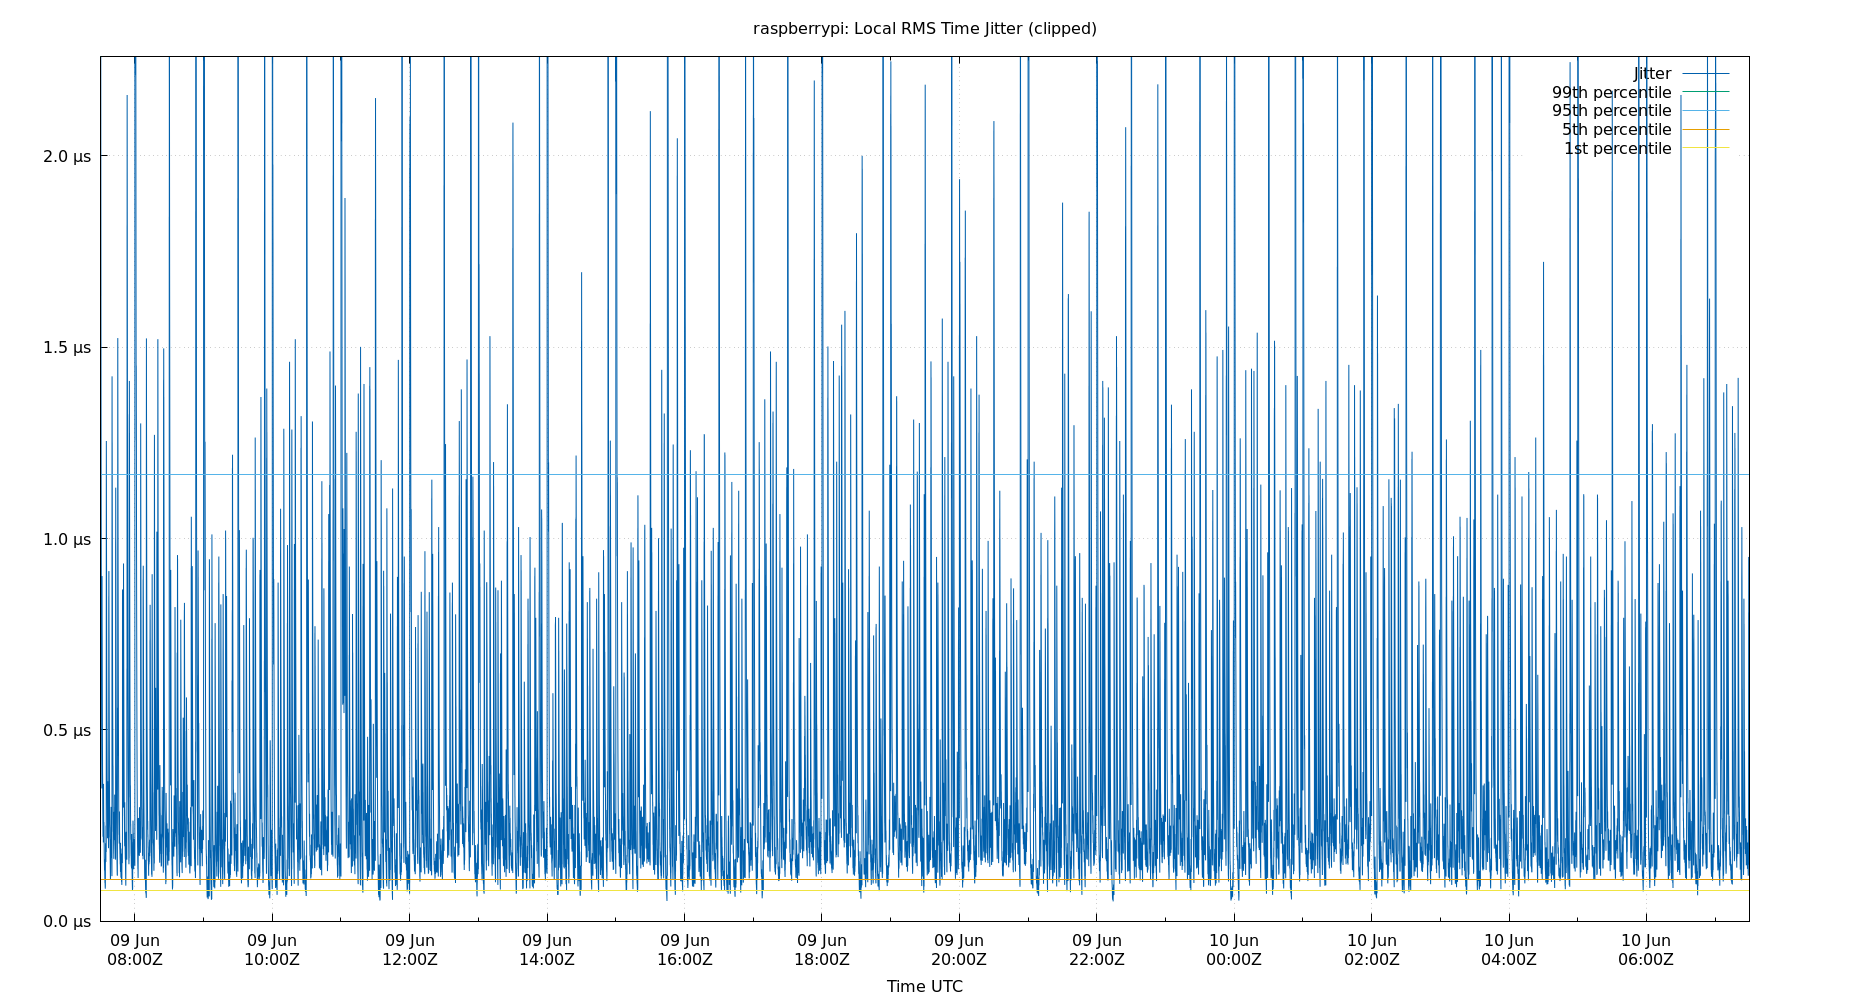 raspberrypi: Local RMS Time Jitter (clipped)
Jitter
99th percentile
95th percentile
5th percentile
1st percentile
2.0 μs
1.5 μs
1.0 μs
0.5 μs
0.0 μs
09 Jun 09 Jun 09 Jun 09 Jun 09 Jun 09 Jun 09 Jun 09 Jun 10 Jun 10 Jun 10 Jun 10 Jun
08:00Z 10:00Z 12:00Z 14:00Z 16:00Z 18:00Z 20:00Z 22:00Z 00:00Z 02:00Z 04:00Z 06:00Z
Time UTC